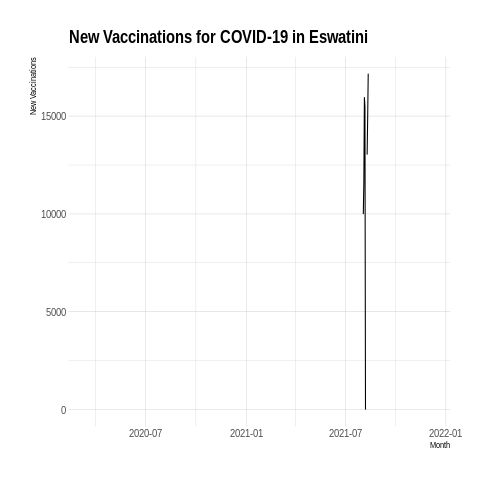 New Vaccinations for COVID-19 in Eswatini
New Vaccinations
15000
10000
5000
0
2020-07
2021-01
2021-07
2022-01
Month